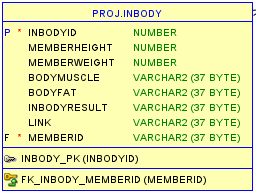 PROJ.INBODY
P * INBODYID NUMBER
MEMBERHEIGHT NUMBER
MEMBERWEIGHT NUMBER
BODYMUSCLE VARCHAR2 (37 BYTE)
BODYFAT VARCHAR2 (37 BYTE)
INBODYRESULT VARCHAR2 (37 BYTE)
LINK VARCHAR2 (37 BYTE)
F * MEMBERID VARCHAR2 (37 BYTE)
INBODY_PK (INBODYID)
FK_INBODY_MEMBERID (MEMBERID)